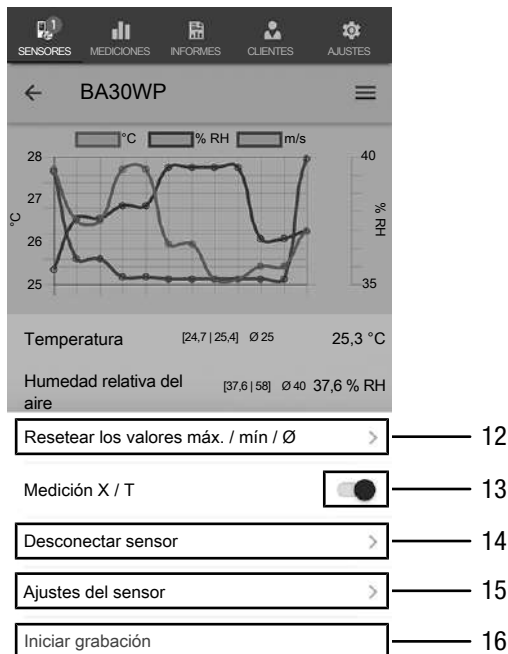 1
SENSORES MEDICIONES INFORMES CLIENTES AJUSTES
BA30WP
°C % RH m/s
28 40
27
°C % RH
26
25 35
Temperatura [24,7 | 25,4] Ø 25 25,3 °C
Humedad relativa del [37,6 | 58] Ø 40 37,6 % RH
aire
Resetear los valores máx. / mín / Ø 12
Medición X / T 13
Desconectar sensor 14
Ajustes del sensor 15
Iniciar grabación 16